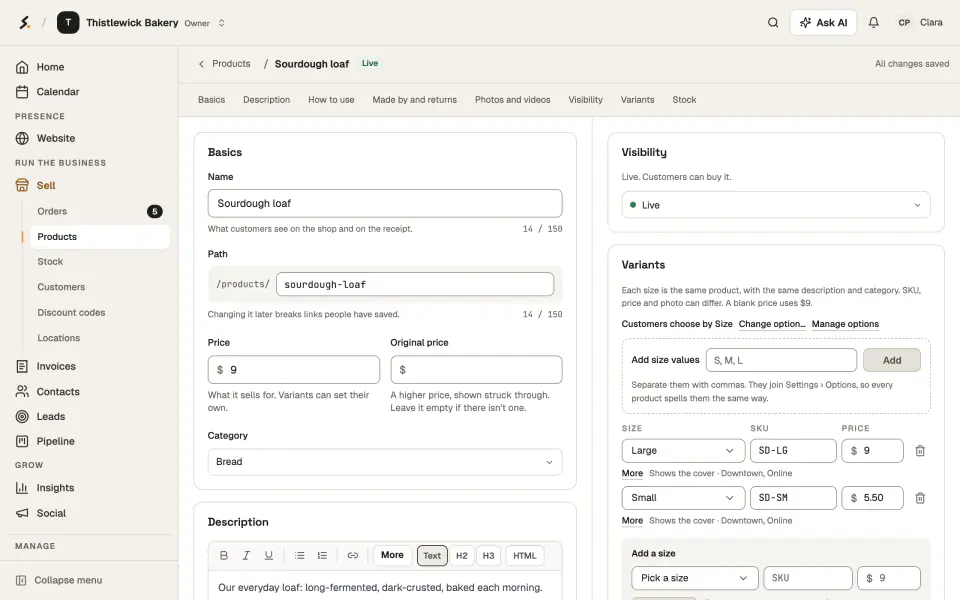 / T Thistlewick Bakery Owner Ask AI CP Clara
Home
Calendar
PRESENCE
Website
RUN THE BUSINESS
Sell
Orders 5
Products
Stock
Customers
Discount codes
Locations
Invoices
Contacts
Leads
Pipeline
GROW
Insights
Social
MANAGE
Collapse menu
Products / Sourdough loaf Live All changes saved
Basics Description How to use Made by and returns Photos and videos Visibility Variants Stock
Basics
Name
Sourdough loaf
What customers see on the shop and on the receipt. 14 / 150
Path
/products/ sourdough-loaf
Changing it later breaks links people have saved. 14 / 150
Price Original price
$ 9 $
What it sells for. Variants can set their
own.
A higher price, shown struck through.
Leave it empty if there isn't one.
Category
Bread
Description
B I U More Text H2 H3 HTML
Our everyday loaf: long-fermented, dark-crusted, baked each morning.
Visibility
Live. Customers can buy it.
Live
Variants
Each size is the same product, with the same description and category. SKU,
price and photo can differ. A blank price uses $9.
Customers choose by Size Change option... Manage options
Add size values S, M, L Add
Separate them with commas. They join Settings › Options, so every
product spells them the same way.
SIZE SKU PRICE
Large SD-LG $ 9
More Shows the cover · Downtown, Online
Small SD-SM $ 5.50
More Shows the cover · Downtown, Online
Add a size
Pick a size SKU $ 9